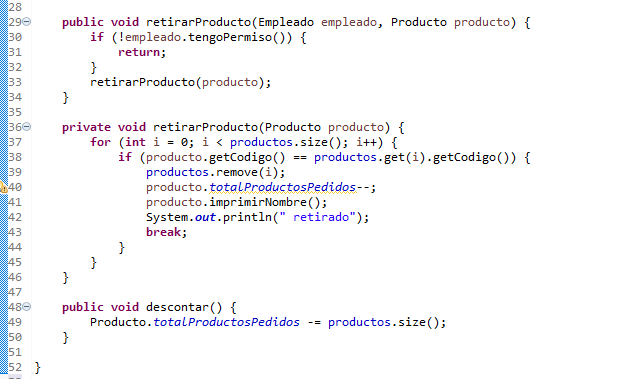 28
29    public void retirarProducto(Empleado empleado, Producto producto) {
30        if (!empleado.tengoPermiso()) {
31            return;
32        }
33        retirarProducto(producto);
34    }
35
36    private void retirarProducto(Producto producto) {
37        for (int i = 0; i < productos.size(); i++) {
38            if (producto.getCodigo() == productos.get(i).getCodigo()) {
39                productos.remove(i);
40                producto.totalProductosPedidos--;
41                producto.imprimirNombre();
42                System.out.println(" retirado");
43                break;
44            }
45        }
46    }
47
48    public void descontar() {
49        Producto.totalProductosPedidos -= productos.size();
50    }
51
52 }